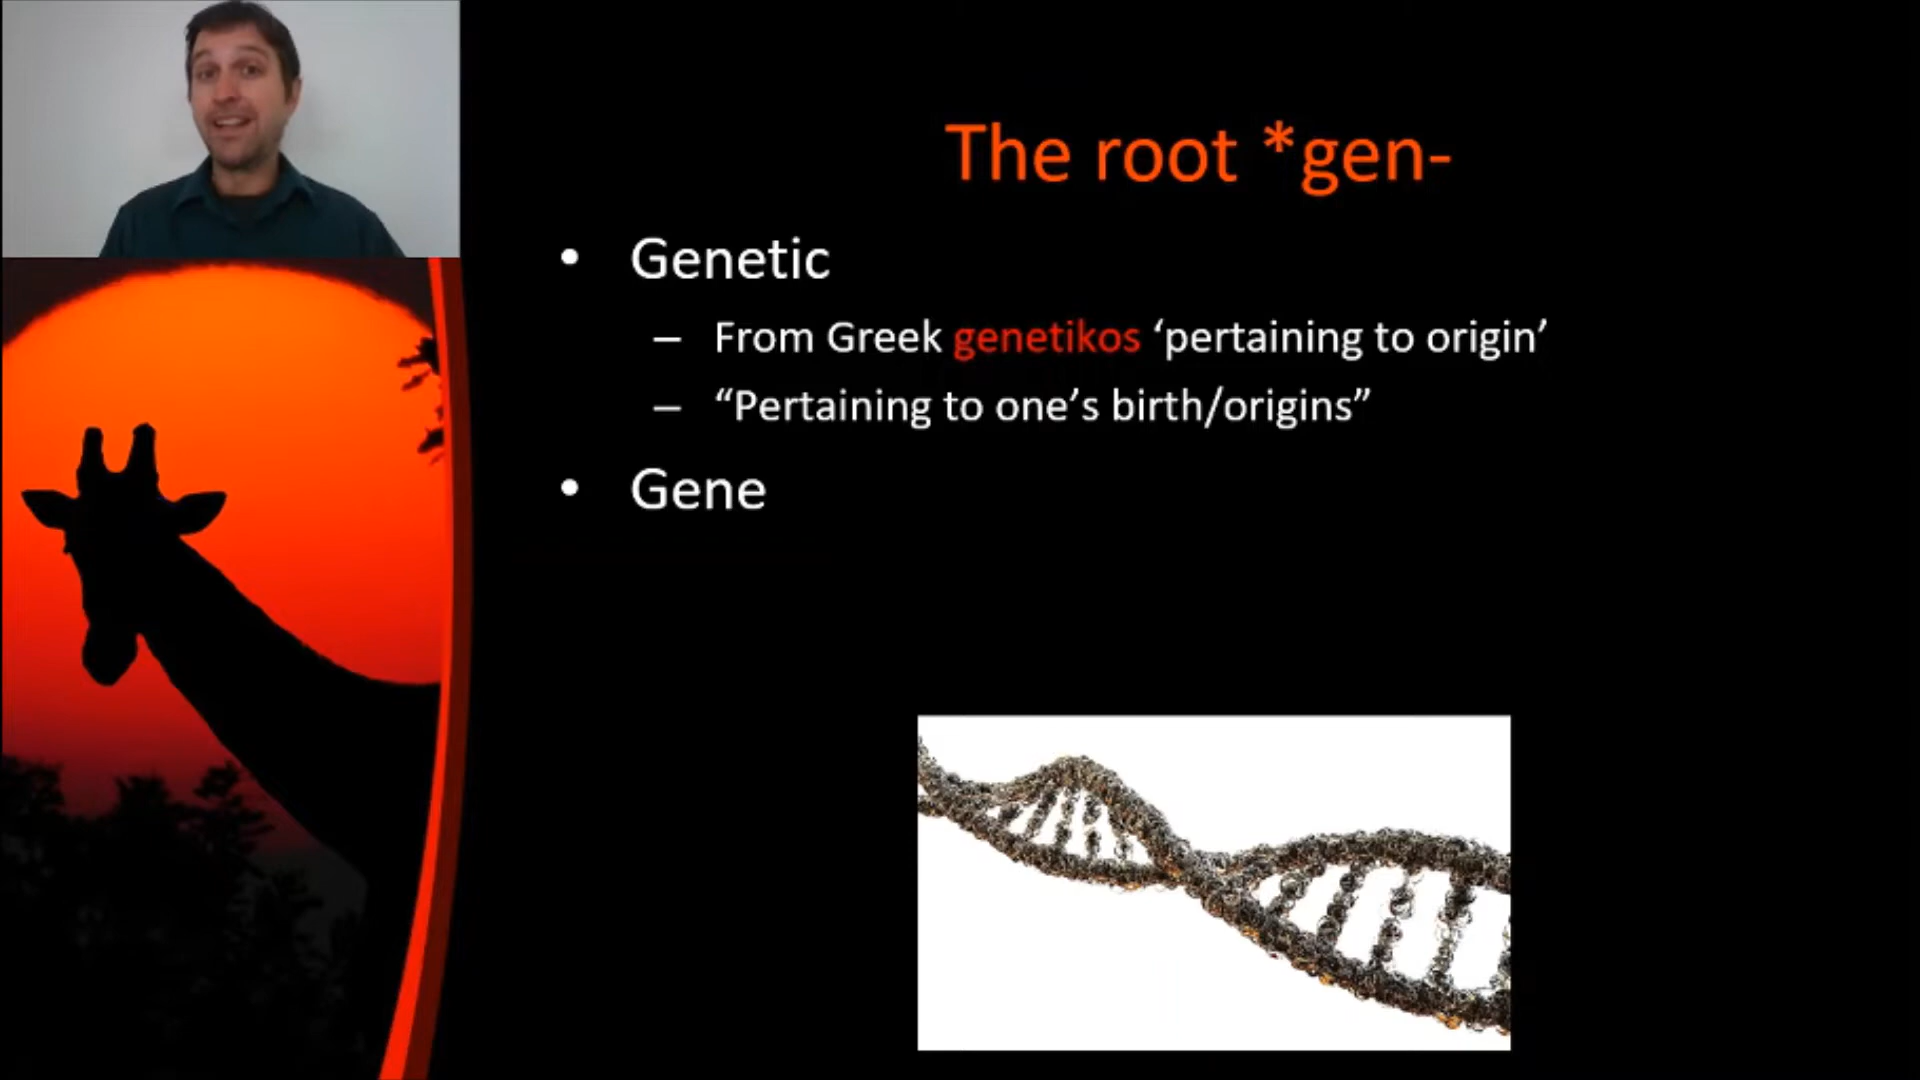 The root *gen-
• Genetic
– From Greek genetikos ‘pertaining to origin’
– “Pertaining to one’s birth/origins”
• Gene